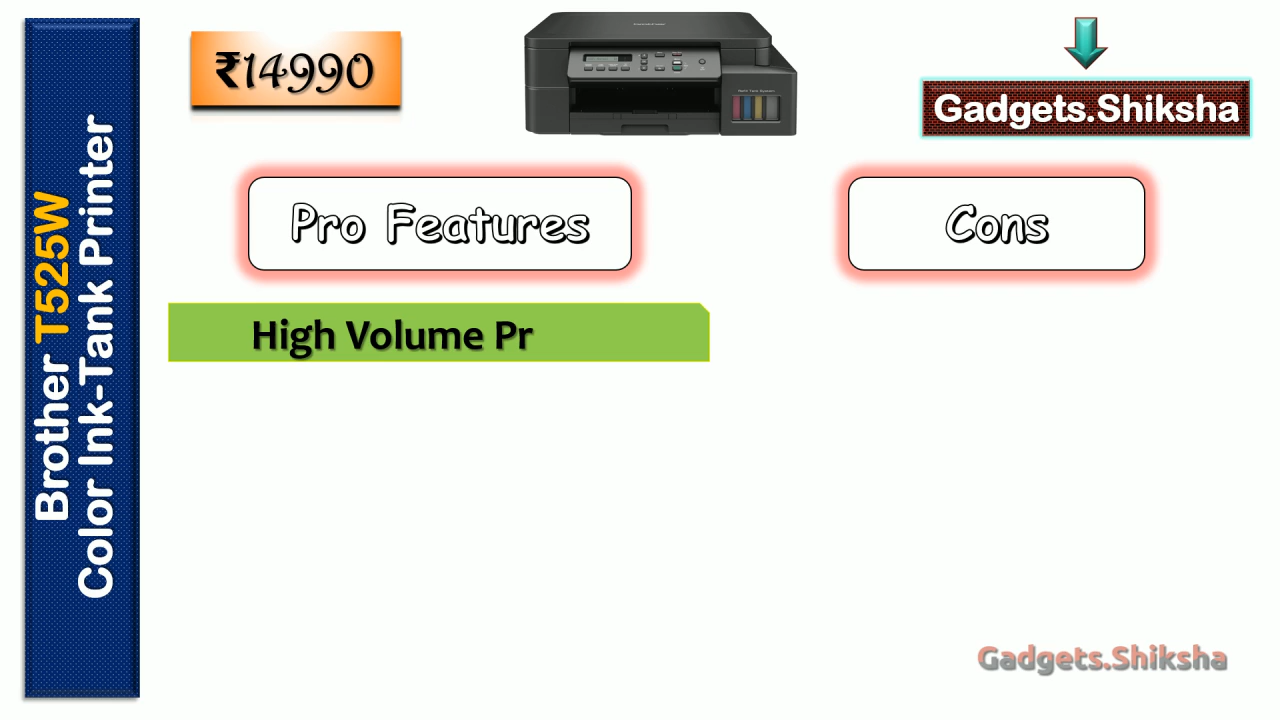 Brother T525W
Color Ink-Tank Printer
₹14990
Gadgets.Shiksha
Pro Features
Cons
High Volume Pr
Gadgets.Shiksha